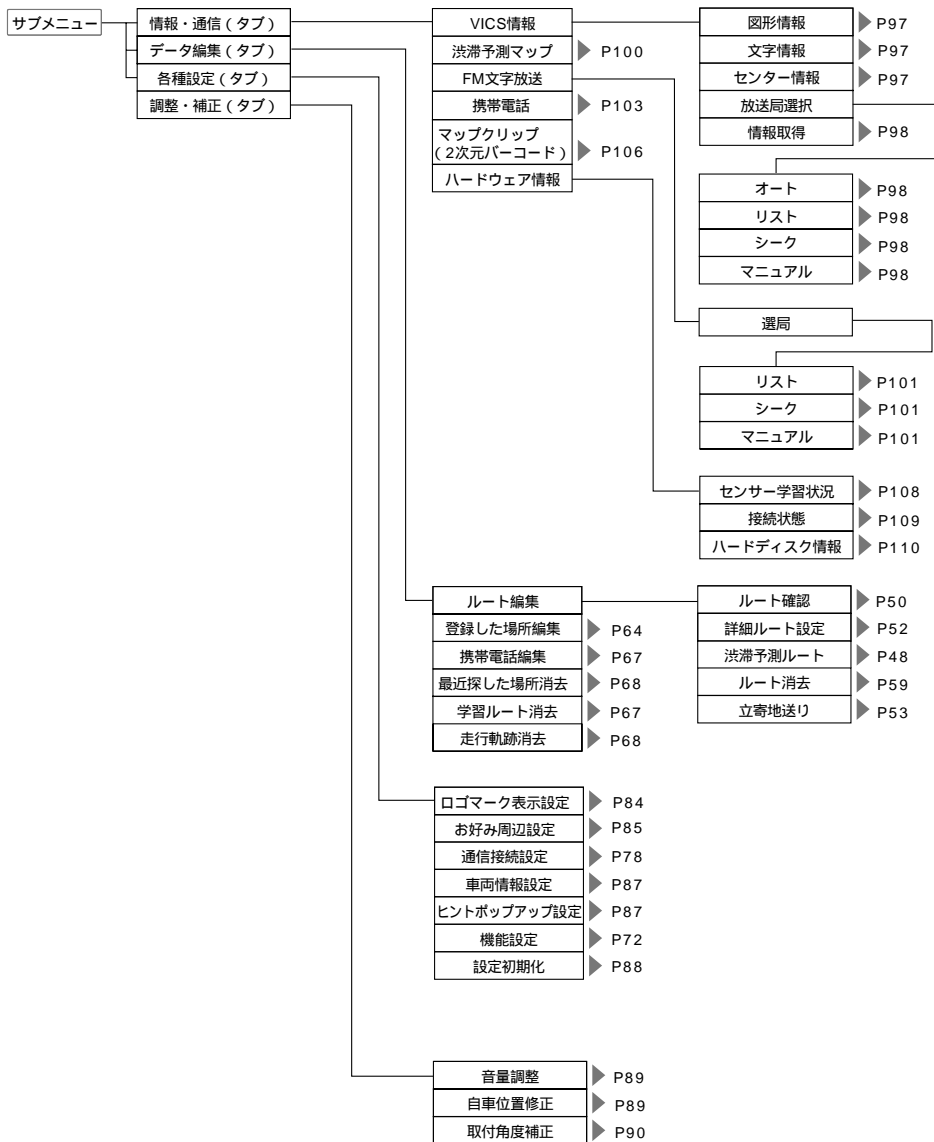 サブメニュー
情報・通信(タブ)
データ編集(タブ)
各種設定(タブ)
調整・補正(タブ)
VICS情報
渋滞予測マップ ▶ P100
FM文字放送
携帯電話 ▶ P103
マップクリップ
(2次元バーコード) ▶ P106
ハードウェア情報
図形情報 ▶ P97
文字情報 ▶ P97
センター情報 ▶ P97
放送局選択
情報取得 ▶ P98
オート ▶ P98
リスト ▶ P98
シーク ▶ P98
マニュアル ▶ P98
選局
リスト ▶ P101
シーク ▶ P101
マニュアル ▶ P101
センサー学習状況 ▶ P108
接続状態 ▶ P109
ハードディスク情報 ▶ P110
ルート編集
登録した場所編集 ▶ P64
携帯電話編集 ▶ P67
最近探した場所消去 ▶ P68
学習ルート消去 ▶ P67
走行軌跡消去 ▶ P68
ルート確認 ▶ P50
詳細ルート設定 ▶ P52
渋滞予測ルート ▶ P48
ルート消去 ▶ P59
立寄地送り ▶ P53
ロゴマーク表示設定 ▶ P84
お好み周辺設定 ▶ P85
通信接続設定 ▶ P78
車両情報設定 ▶ P87
ヒントポップアップ設定 ▶ P87
機能設定 ▶ P72
設定初期化 ▶ P88
音量調整 ▶ P89
自車位置修正 ▶ P89
取付角度補正 ▶ P90